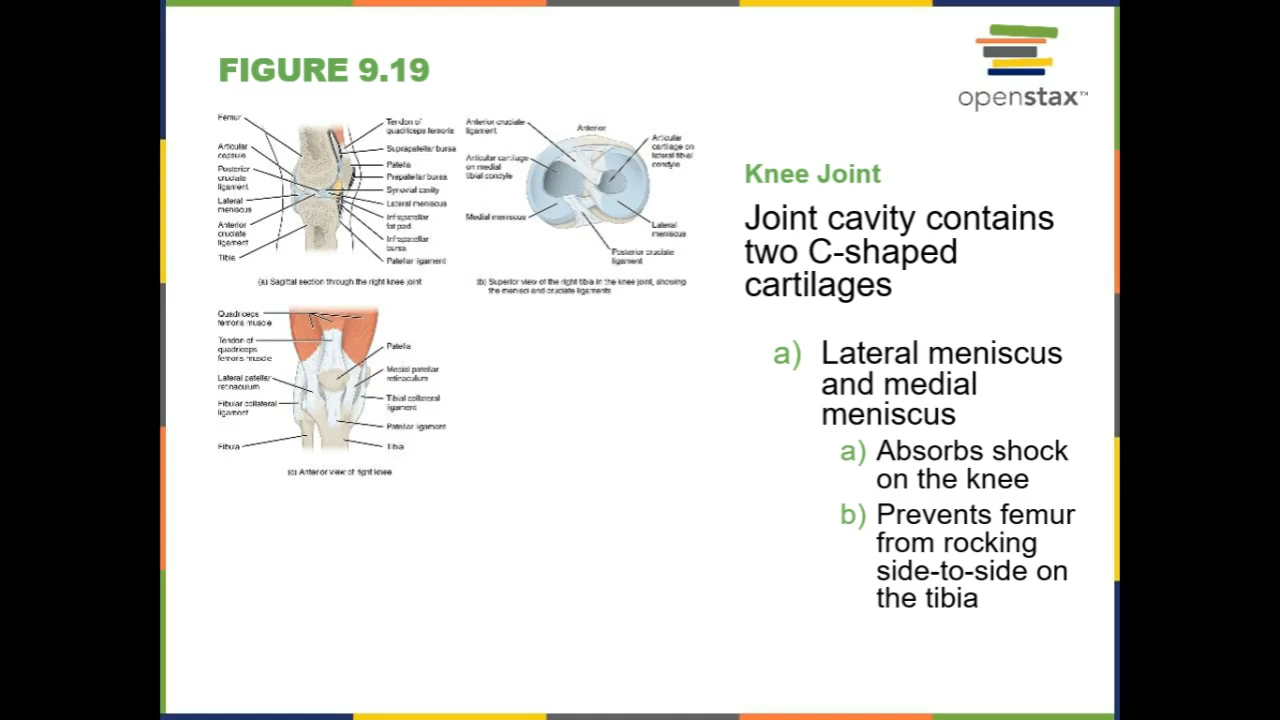 FIGURE 9.19
openstax™
Femur
Articular
capsule
Posterior
cruciate
ligament
Lateral
meniscus
Anterior
cruciate
ligament
Tibia
Tendon of
quadriceps femoris
Suprapatellar bursa
Patella
Prepatellar bursa
Synovial cavity
Lateral meniscus
Infrapatellar
fat pad
Infrapatellar
bursa
Patellar ligament
(a) Sagittal section through the right knee joint
Anterior cruciate
ligament
Articular cartilage
on medial
tibial condyle
Medial meniscus
Anterior
Articular
cartilage on
lateral tibial
condyle
Lateral
meniscus
Posterior cruciate
ligament
(b) Superior view of the right tibia in the knee joint, showing
the menisci and cruciate ligaments
Quadriceps
femoris muscle
Tendon of
quadriceps
femoris muscle
Lateral patellar
retinaculum
Fibular collateral
ligament
Fibula
Patella
Medial patellar
retinaculum
Tibial collateral
ligament
Patellar ligament
Tibia
(c) Anterior view of right knee
Knee Joint
Joint cavity contains
two C-shaped
cartilages
a) Lateral meniscus
and medial
meniscus
a) Absorbs shock
on the knee
b) Prevents femur
from rocking
side-to-side on
the tibia